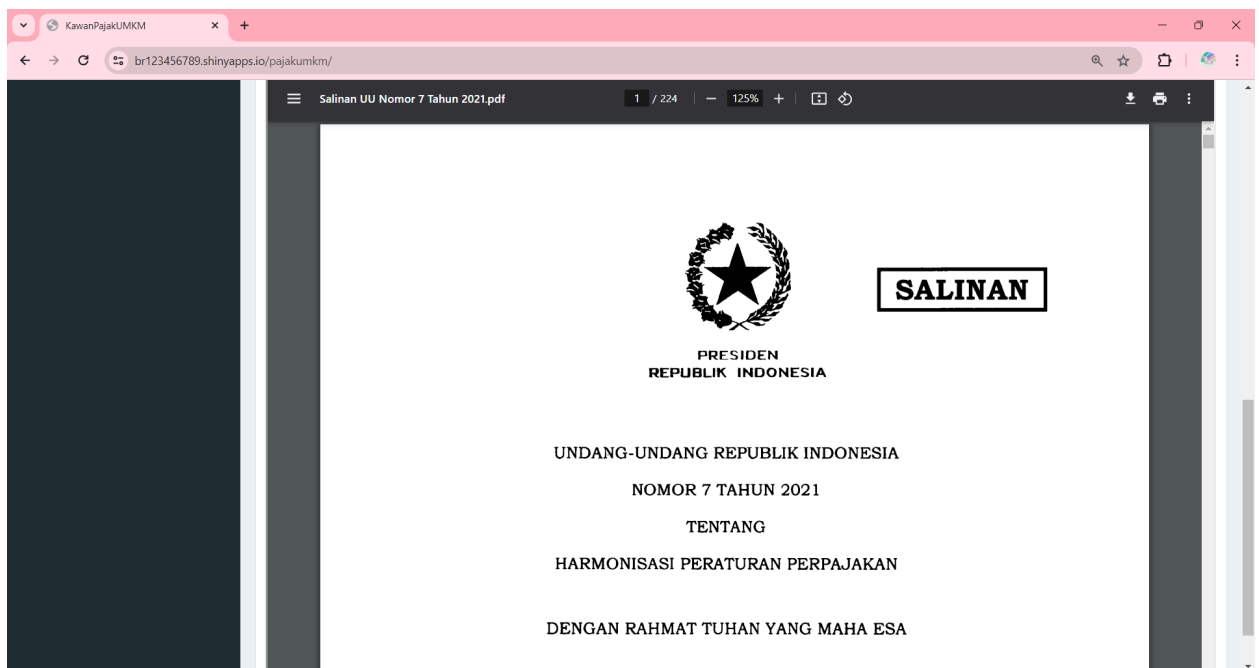 KawanPajakUMKM
br123456789.shinyapps.io/pajakumkm/
Salinan UU Nomor 7 Tahun 2021.pdf
1 / 224
125%
SALINAN
PRESIDEN
REPUBLIK INDONESIA
UNDANG-UNDANG REPUBLIK INDONESIA
NOMOR 7 TAHUN 2021
TENTANG
HARMONISASI PERATURAN PERPAJAKAN
DENGAN RAHMAT TUHAN YANG MAHA ESA